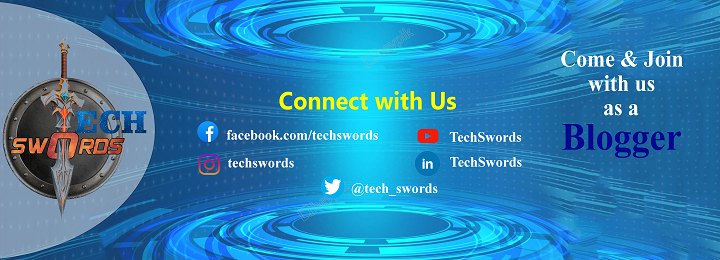 TECH
SWORDS
Connect with Us
facebook.com/techswords
TechSwords
techswords
TechSwords
@tech_swords
Come & Join
with us
as a
Blogger